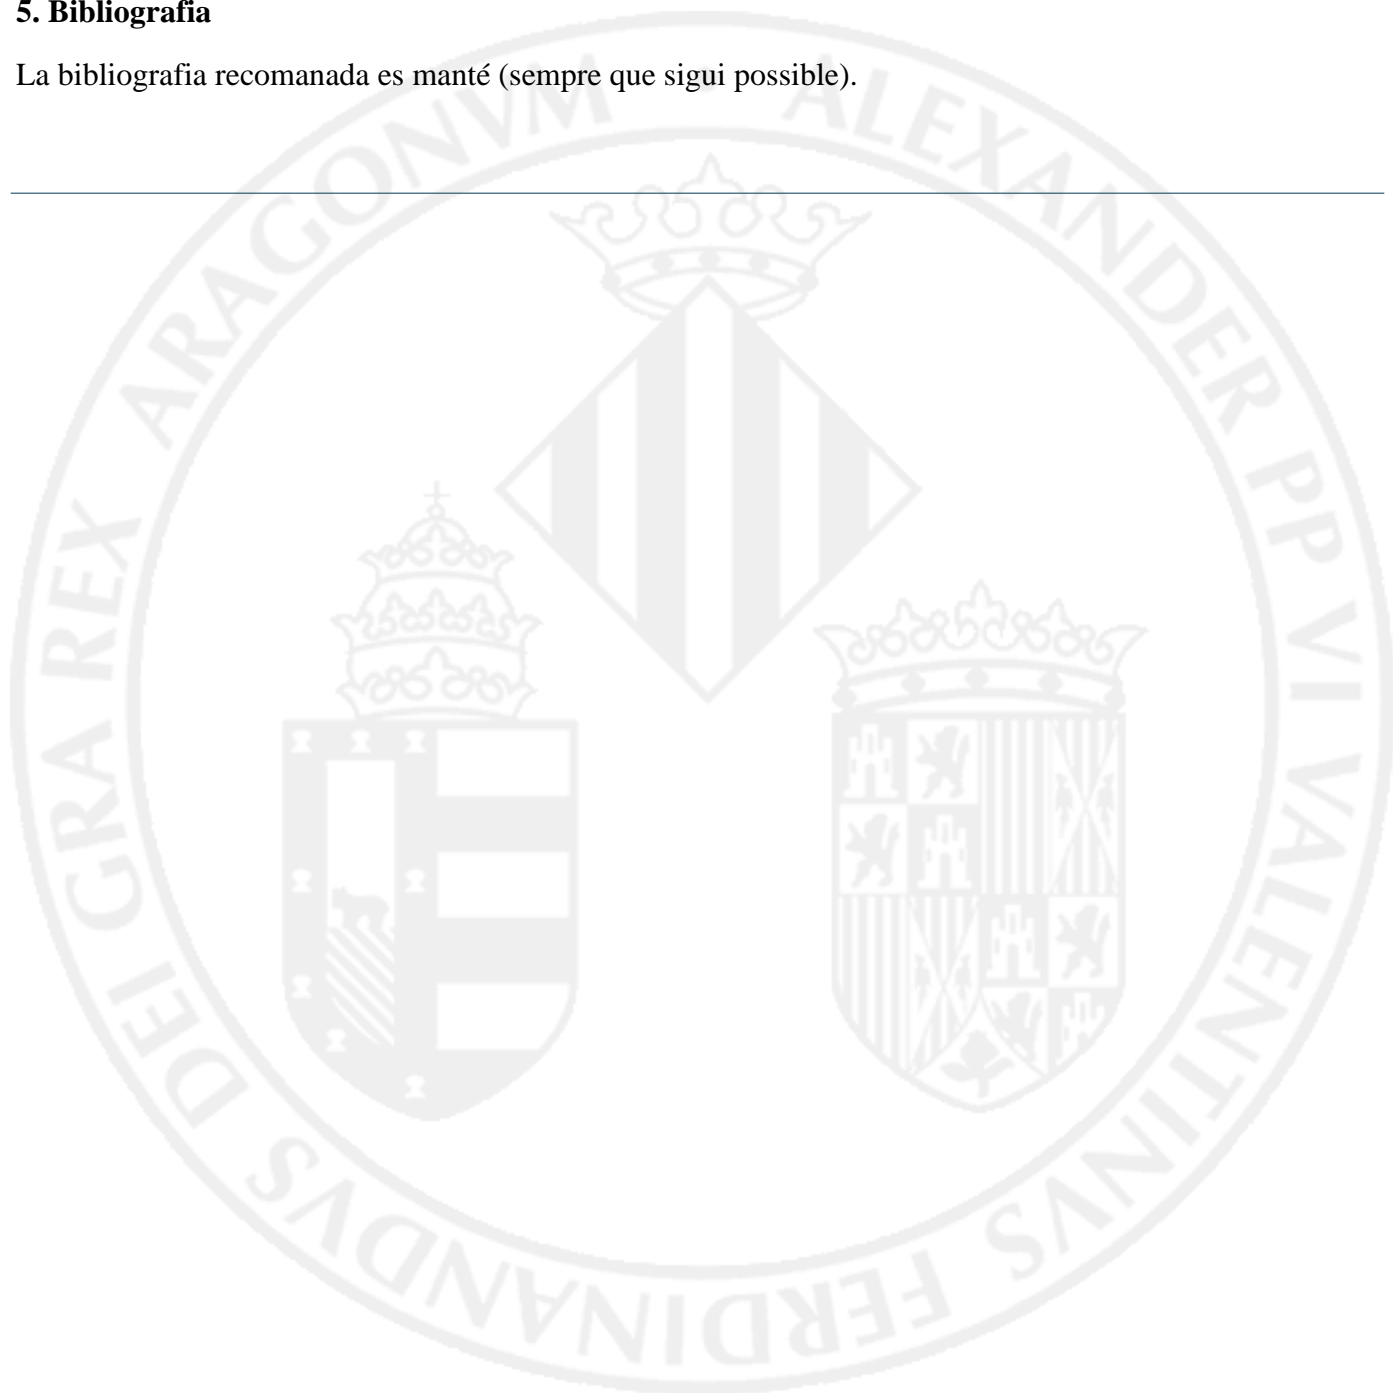 5. Bibliografia
La bibliografia recomanada es manté (sempre que sigui possible).
ALEXANDER PP VI VALENTINVS FERDINANDVS DEI GRA REX ARAGONVM